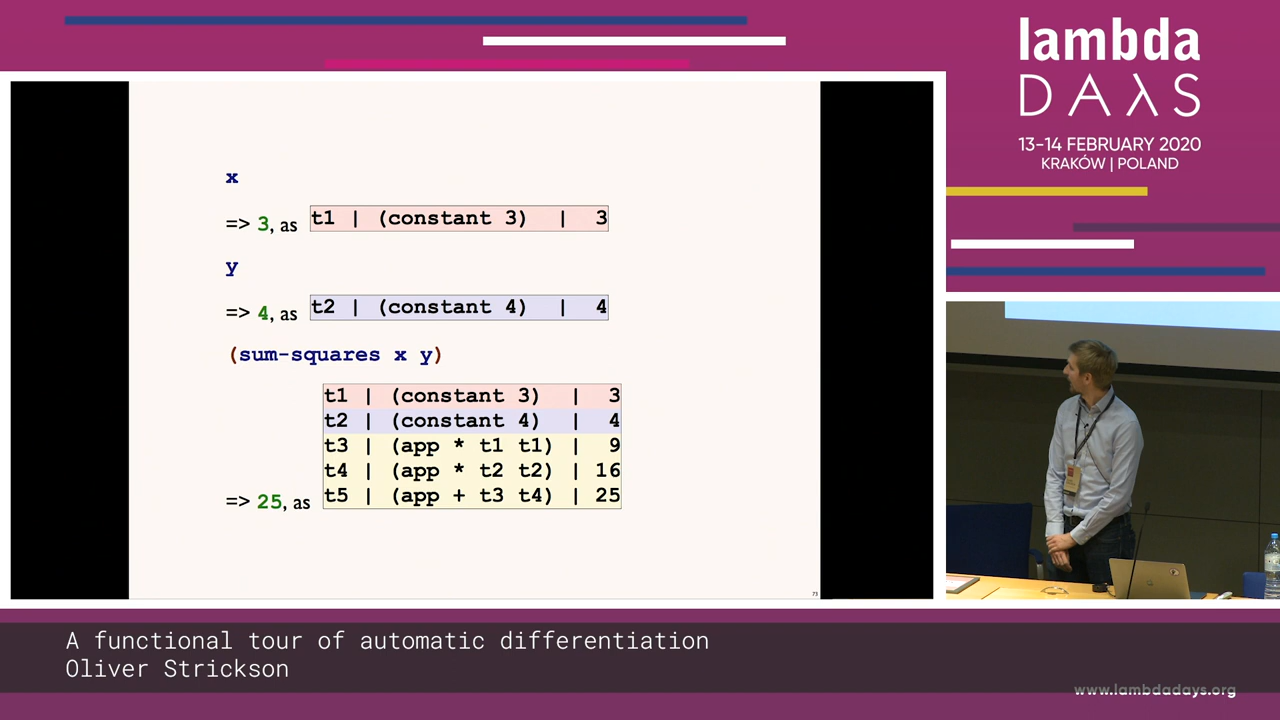 lambda
DAλS
13-14 FEBRUARY 2020
KRAKÓW | POLAND
x
=> 3, as t1 | (constant 3) | 3
y
=> 4, as t2 | (constant 4) | 4
(sum-squares x y)
t1 | (constant 3) | 3
t2 | (constant 4) | 4
t3 | (app * t1 t1) | 9
t4 | (app * t2 t2) | 16
=> 25, as t5 | (app + t3 t4) | 25
73
A functional tour of automatic differentiation
Oliver Strickson
www.lambdadays.org